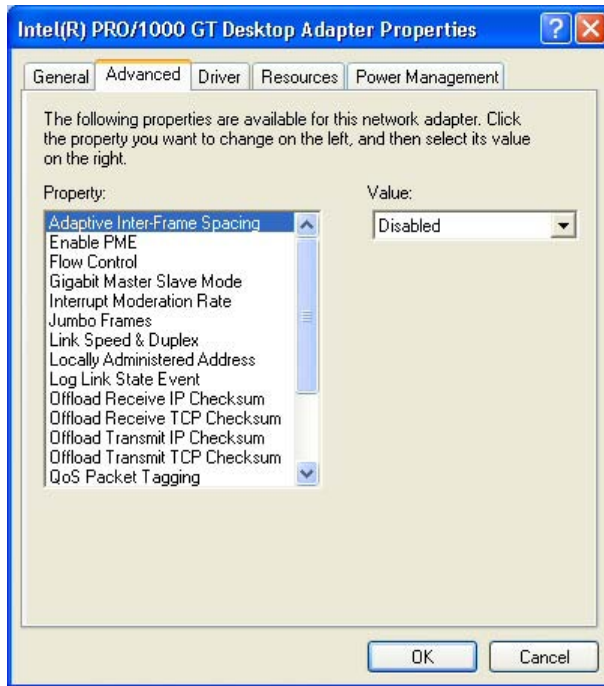 Intel(R) PRO/1000 GT Desktop Adapter Properties
General
Advanced
Driver
Resources
Power Management
The following properties are available for this network adapter. Click
the property you want to change on the left, and then select its value
on the right.
Property:
Value:
Adaptive Inter-Frame Spacing
Disabled
Enable PME
Flow Control
Gigabit Master Slave Mode
Interrupt Moderation Rate
Jumbo Frames
Link Speed & Duplex
Locally Administered Address
Log Link State Event
Offload Receive IP Checksum
Offload Receive TCP Checksum
Offload Transmit IP Checksum
Offload Transmit TCP Checksum
QoS Packet Tagging
OK
Cancel